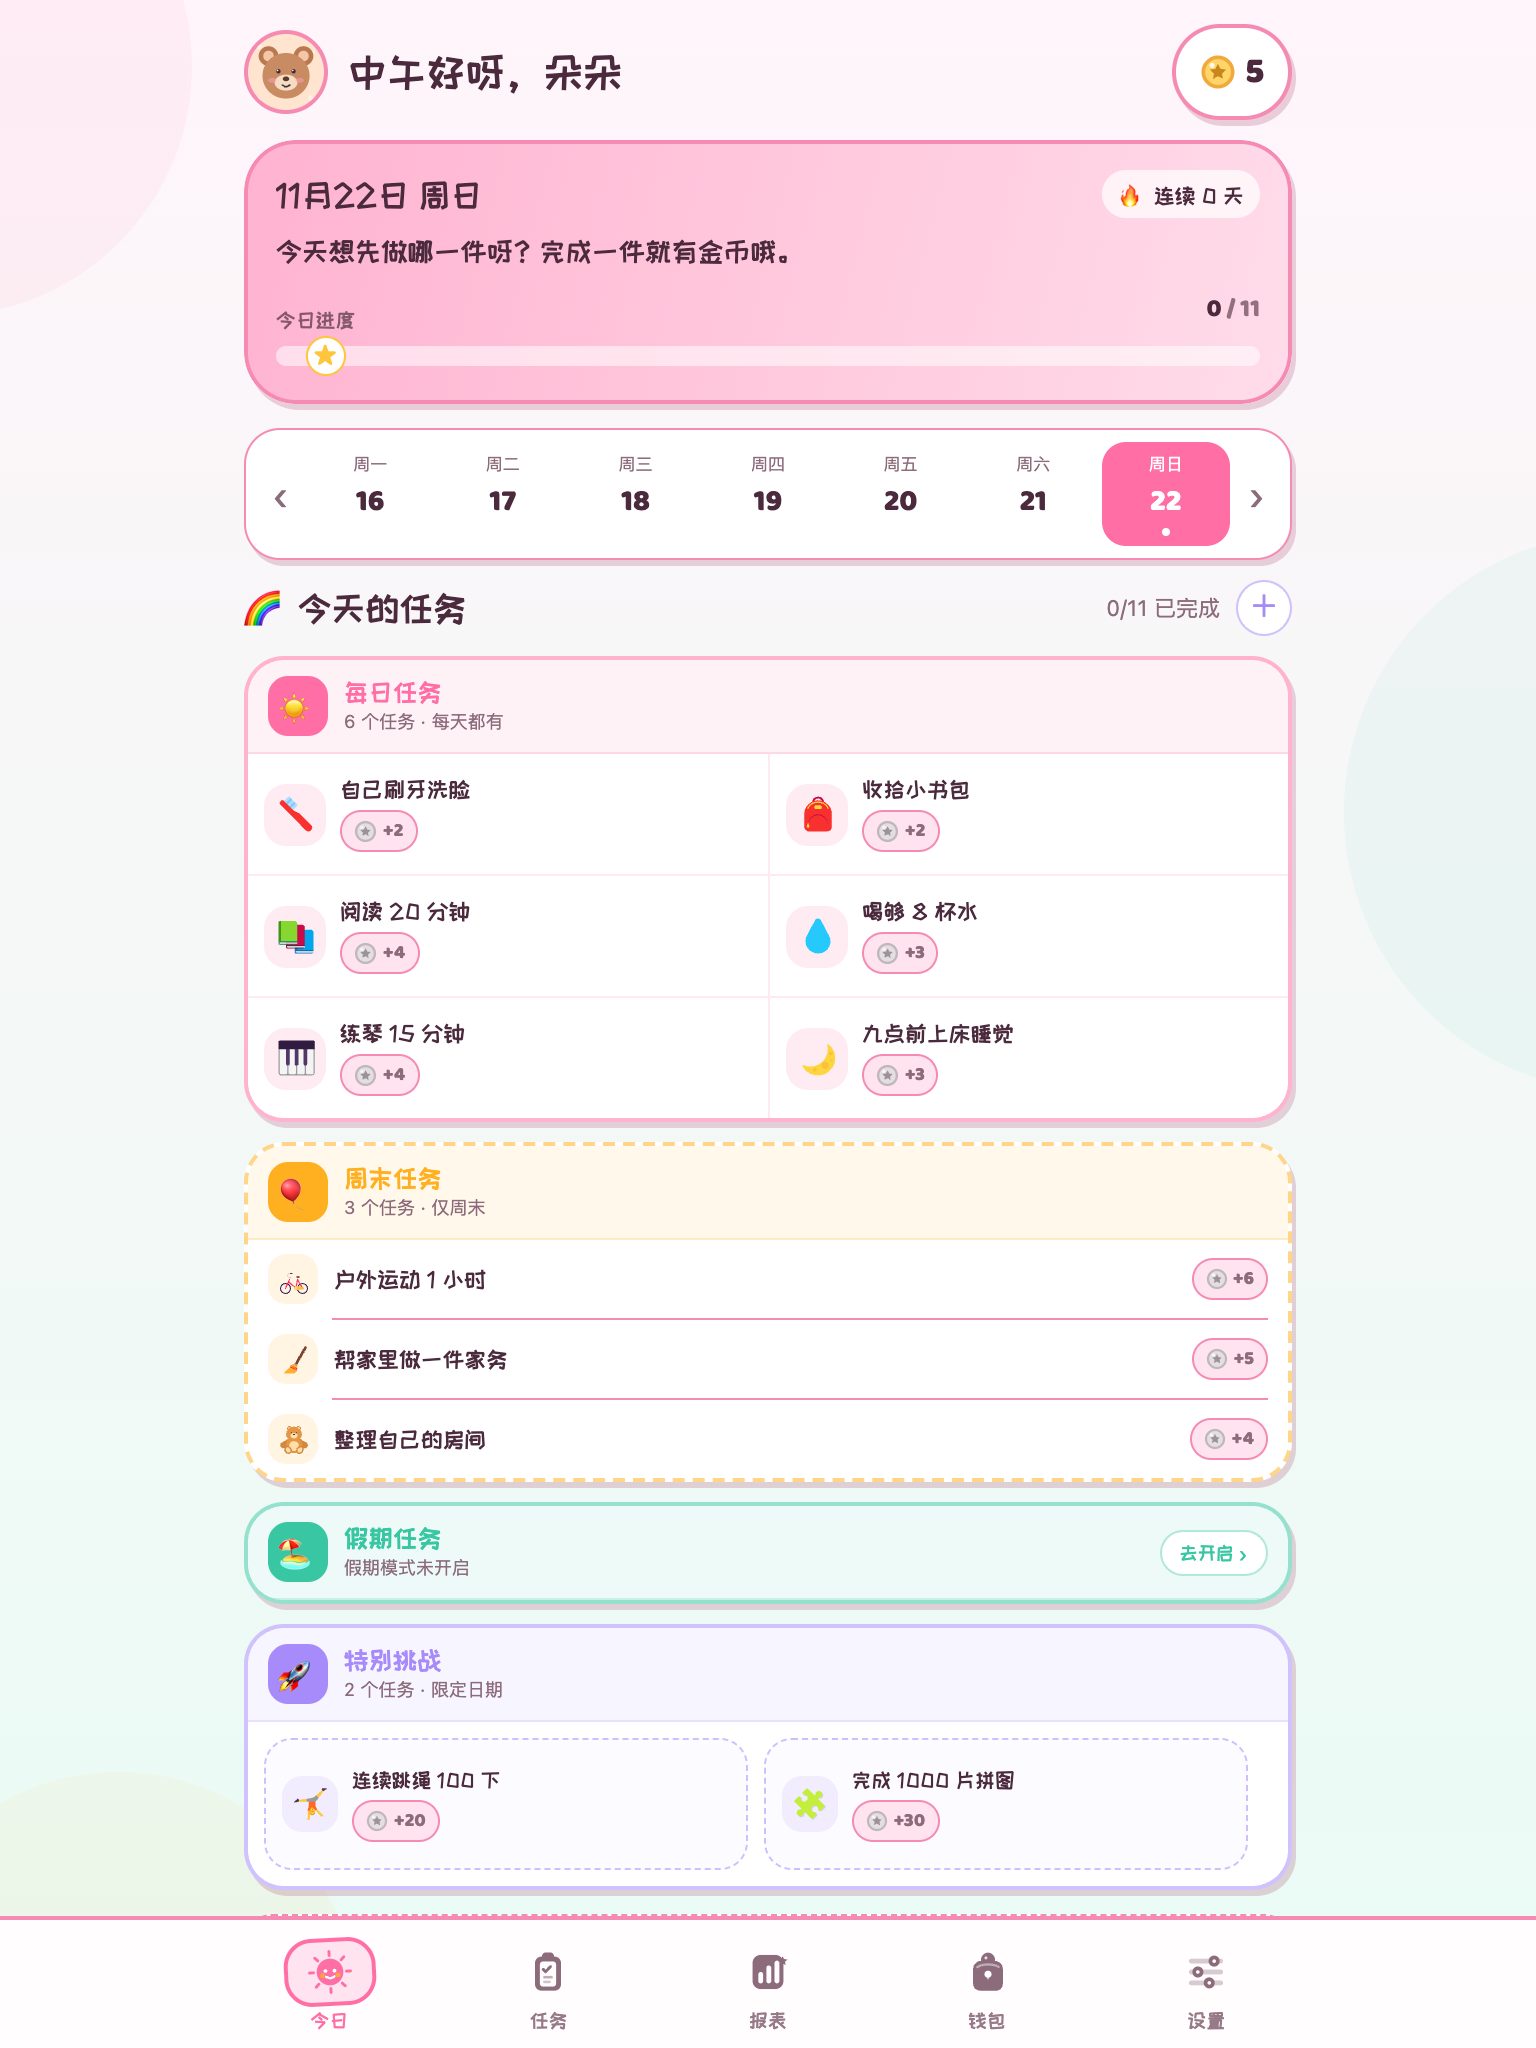 中午好呀，朵朵
5
11月22日 周日
连续 0 天
今天想先做哪一件呀？完成一件就有金币哦。
今日进度
0 / 11
周一 周二 周三 周四 周五 周六 周日
‹ 16 17 18 19 20 21 22 ›
今天的任务
0/11 已完成
每日任务
6 个任务 · 每天都有
自己刷牙洗脸
+2
收拾小书包
+2
阅读 20 分钟
+4
喝够 8 杯水
+3
练琴 15 分钟
+4
九点前上床睡觉
+3
周末任务
3 个任务 · 仅周末
户外运动 1 小时
+6
帮家里做一件家务
+5
整理自己的房间
+4
假期任务
假期模式未开启
去开启 ›
特别挑战
2 个任务 · 限定日期
连续跳绳 100 下
+20
完成 1000 片拼图
+30
今日 任务 报表 钱包 设置